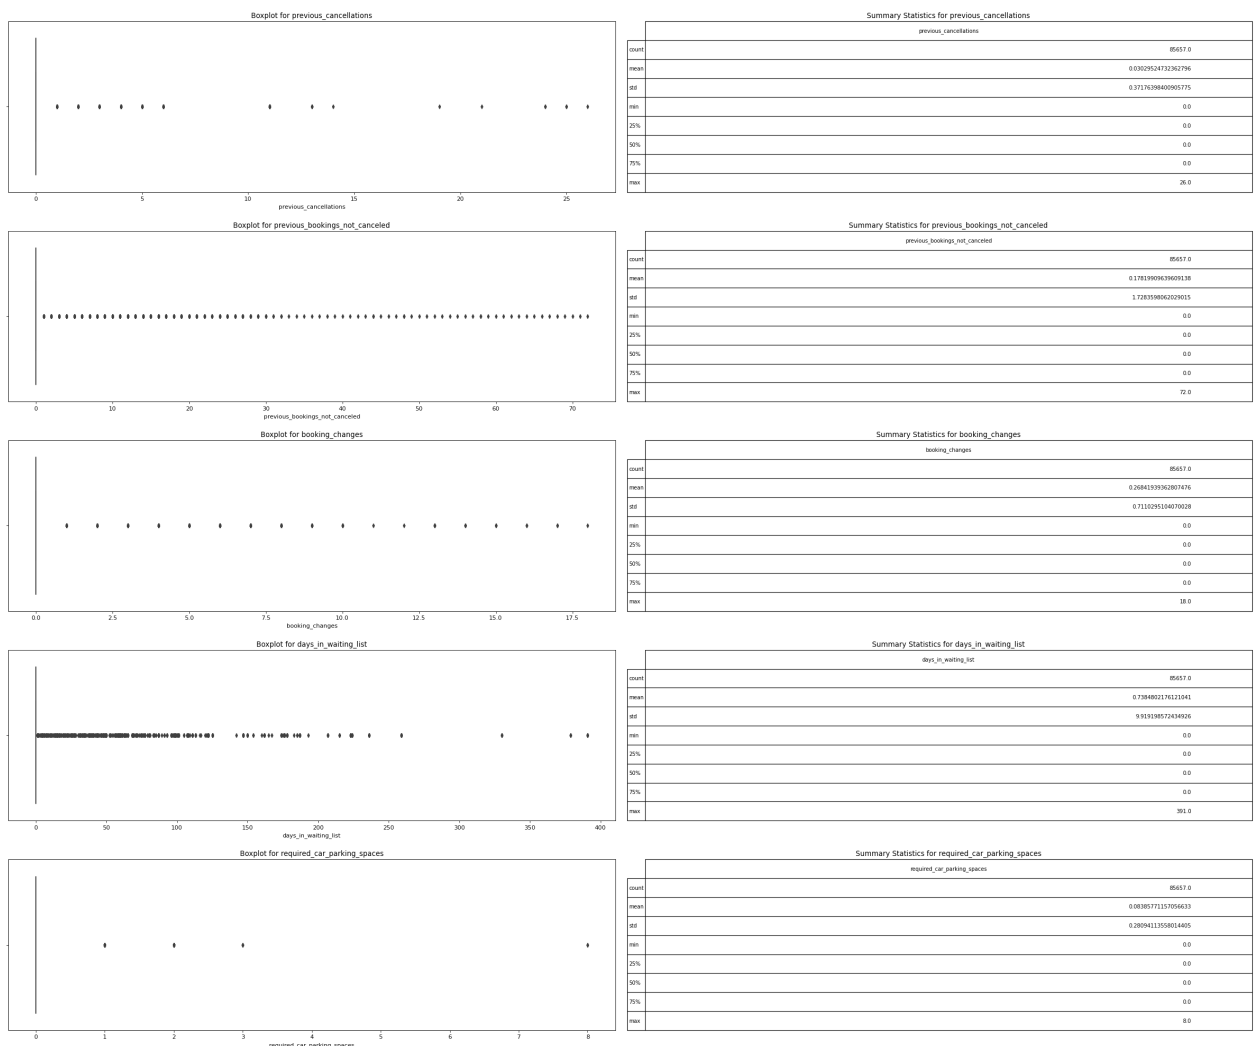 Boxplot for previous_cancellations
0 5 10 15 20 25
previous_cancellations
Summary Statistics for previous_cancellations
previous_cancellations
count 85657.0
mean 0.03029524732362796
std 0.37176398400905775
min 0.0
25% 0.0
50% 0.0
75% 0.0
max 26.0
Boxplot for previous_bookings_not_canceled
0 10 20 30 40 50 60 70
previous_bookings_not_canceled
Summary Statistics for previous_bookings_not_canceled
previous_bookings_not_canceled
count 85657.0
mean 0.17819909639609138
std 1.7283598062029015
min 0.0
25% 0.0
50% 0.0
75% 0.0
max 72.0
Boxplot for booking_changes
0.0 2.5 5.0 7.5 10.0 12.5 15.0 17.5
booking_changes
Summary Statistics for booking_changes
booking_changes
count 85657.0
mean 0.26841939362807476
std 0.7110295104070028
min 0.0
25% 0.0
50% 0.0
75% 0.0
max 18.0
Boxplot for days_in_waiting_list
0 50 100 150 200 250 300 350 400
days_in_waiting_list
Summary Statistics for days_in_waiting_list
days_in_waiting_list
count 85657.0
mean 0.7384802176121041
std 9.919198572434926
min 0.0
25% 0.0
50% 0.0
75% 0.0
max 391.0
Boxplot for required_car_parking_spaces
0 1 2 3 4 5 6 7 8
required_car_parking_spaces
Summary Statistics for required_car_parking_spaces
required_car_parking_spaces
count 85657.0
mean 0.08385771157056633
std 0.28094113558014405
min 0.0
25% 0.0
50% 0.0
75% 0.0
max 8.0